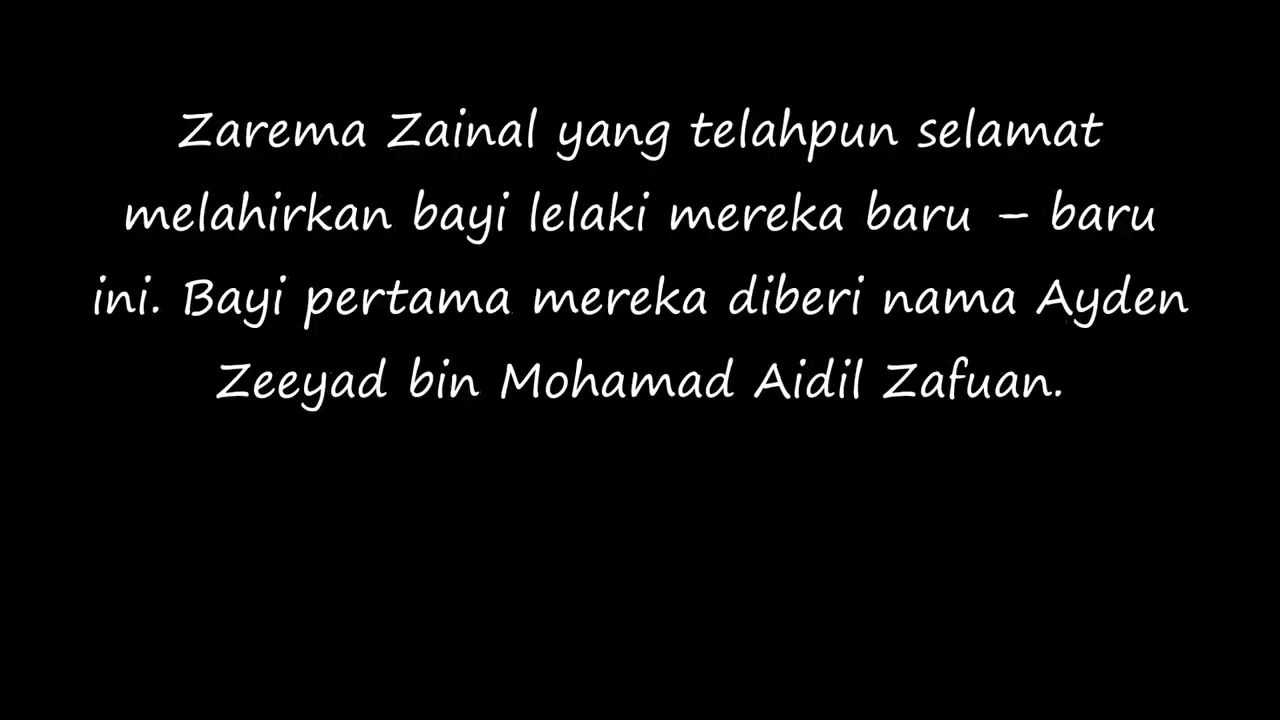 Zarema Zainal yang telahpun selamat
melahirkan bayi lelaki mereka baru – baru
ini. Bayi pertama mereka diberi nama Ayden
Zeeyad bin Mohamad Aidil Zafuan.